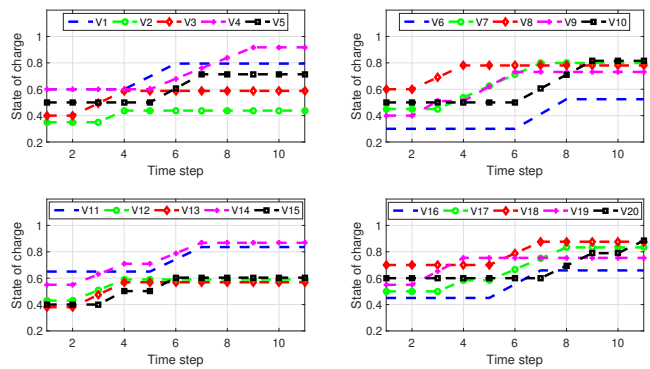 V1 V2 V3 V4 V5
1
0.8
0.6
0.4
0.2
State of charge
2 4 6 8 10
Time step
V6 V7 V8 V9 V10
1
0.8
0.6
0.4
0.2
State of charge
2 4 6 8 10
Time step
V11 V12 V13 V14 V15
1
0.8
0.6
0.4
0.2
State of charge
2 4 6 8 10
Time step
V16 V17 V18 V19 V20
1
0.8
0.6
0.4
0.2
State of charge
2 4 6 8 10
Time step